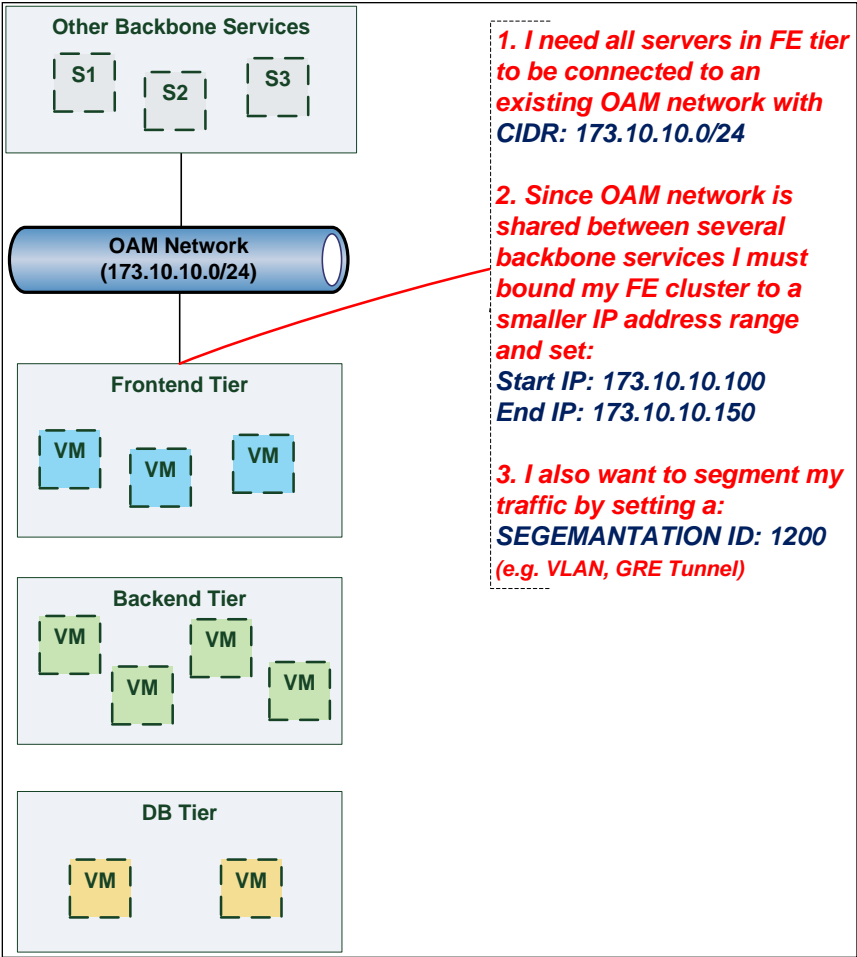 Other Backbone Services
S1
S2
S3
OAM Network
(173.10.10.0/24)
Frontend Tier
VM
VM
VM
Backend Tier
VM
VM
VM
VM
DB Tier
VM
VM
1. I need all servers in FE tier
to be connected to an
existing OAM network with
CIDR: 173.10.10.0/24
2. Since OAM network is
shared between several
backbone services I must
bound my FE cluster to a
smaller IP address range
and set:
Start IP: 173.10.10.100
End IP: 173.10.10.150
3. I also want to segment my
traffic by setting a:
SEGEMANTATION ID: 1200
(e.g. VLAN, GRE Tunnel)